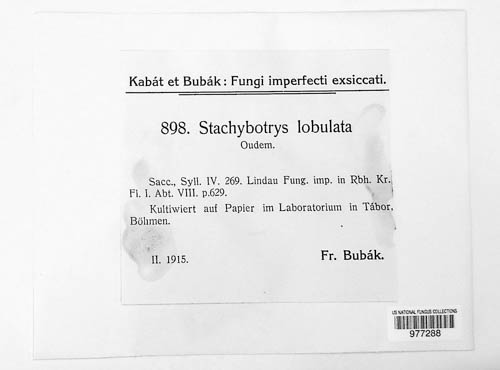 Kabát et Bubák: Fungi imperfecti exsiccati.
898. Stachybotrys lobulata
Oudem.
Sacc., Syll. IV. 269. Lindau Fung. imp. in Rbh. Kr.
Fl. I. Abt. VIII. p.629.
Kultiwiert auf Papier im Laboratorium in Tábor,
Böhmen.
II. 1915. Fr. Bubák.
US NATIONAL FUNGUS COLLECTIONS
977288